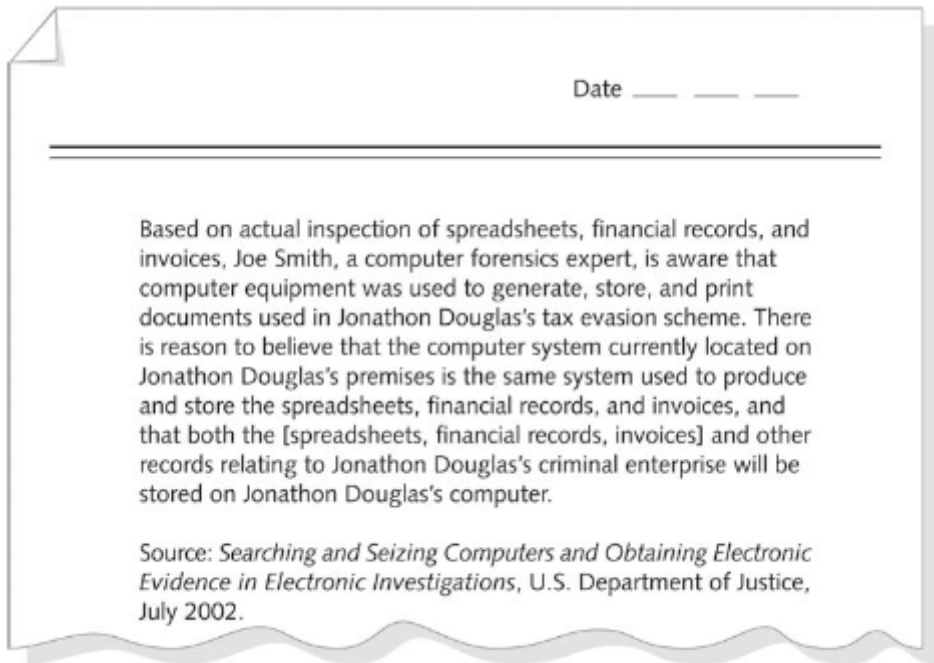 Date ___ ___ ___
Based on actual inspection of spreadsheets, financial records, and
invoices, Joe Smith, a computer forensics expert, is aware that
computer equipment was used to generate, store, and print
documents used in Jonathon Douglas's tax evasion scheme. There
is reason to believe that the computer system currently located on
Jonathon Douglas's premises is the same system used to produce
and store the spreadsheets, financial records, and invoices, and
that both the [spreadsheets, financial records, invoices] and other
records relating to Jonathon Douglas's criminal enterprise will be
stored on Jonathon Douglas's computer.
Source: Searching and Seizing Computers and Obtaining Electronic
Evidence in Electronic Investigations, U.S. Department of Justice,
July 2002.